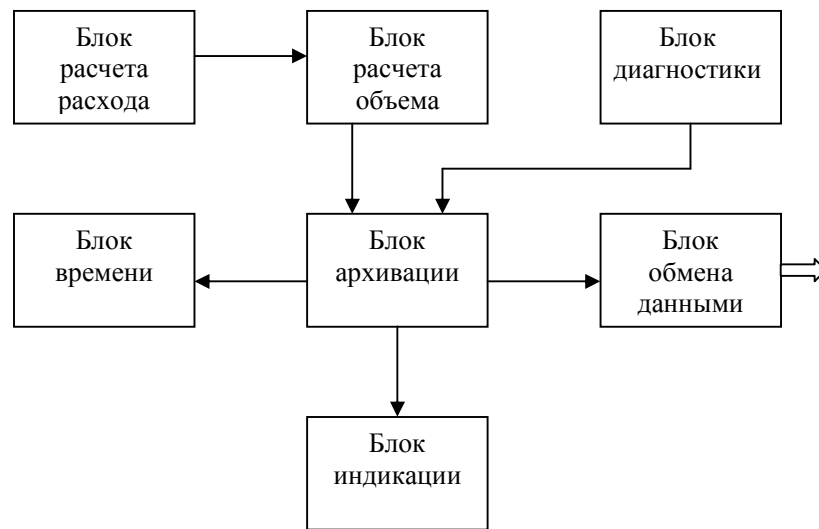 Блок
расчета
расхода
Блок
расчета
объема
Блок
диагностики
Блок
времени
Блок
архивации
Блок
обмена
данными
Блок
индикации